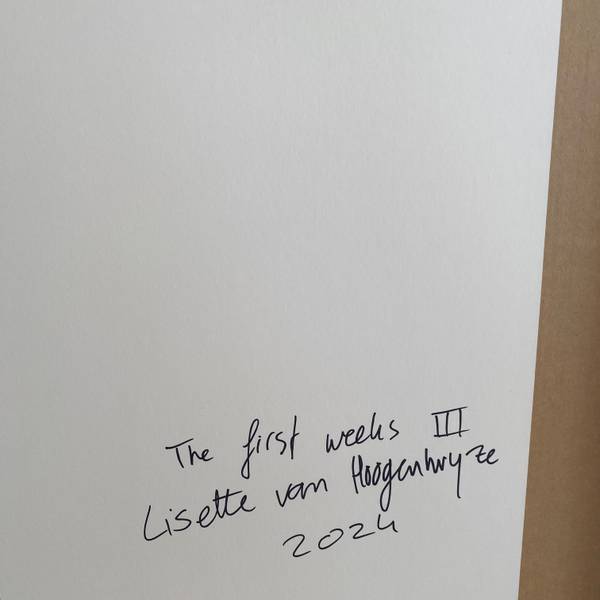 The first weeks III
Lisette van Hoogenhuyze
2024